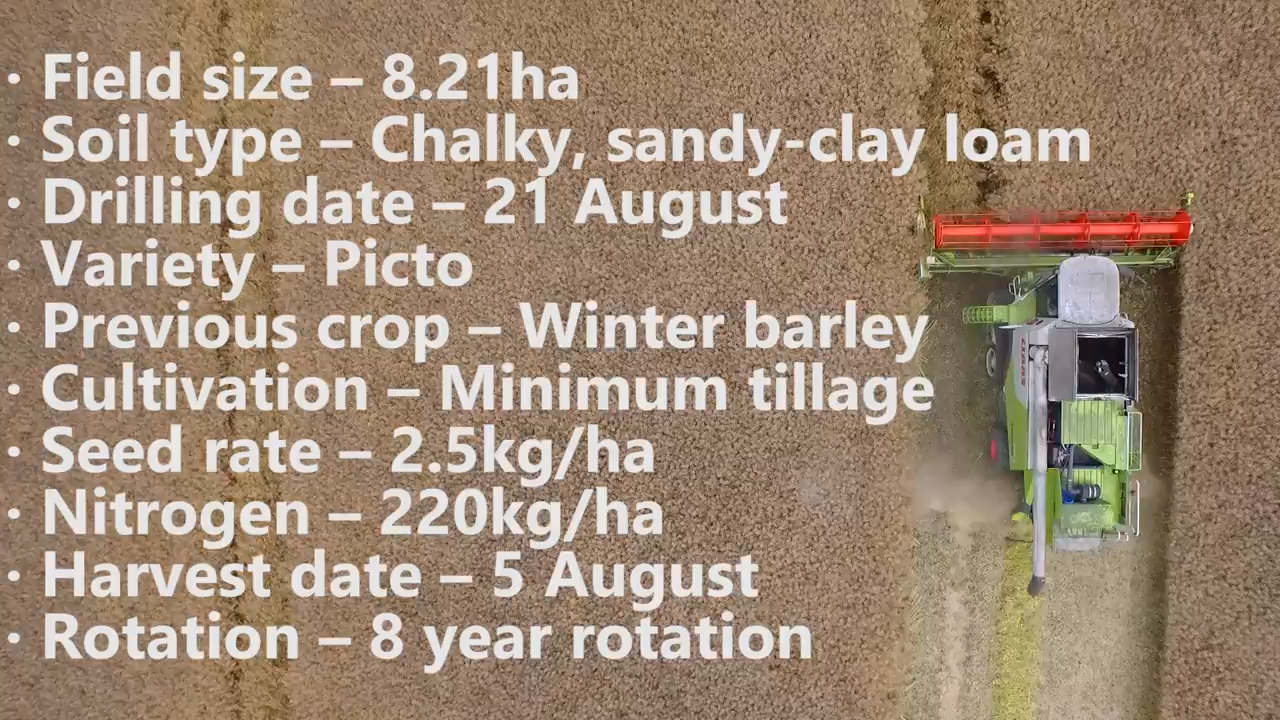 · Field size – 8.21ha
· Soil type – Chalky, sandy-clay loam
· Drilling date – 21 August
· Variety – Picto
· Previous crop – Winter barley
· Cultivation – Minimum tillage
· Seed rate – 2.5kg/ha
· Nitrogen – 220kg/ha
· Harvest date – 5 August
· Rotation – 8 year rotation